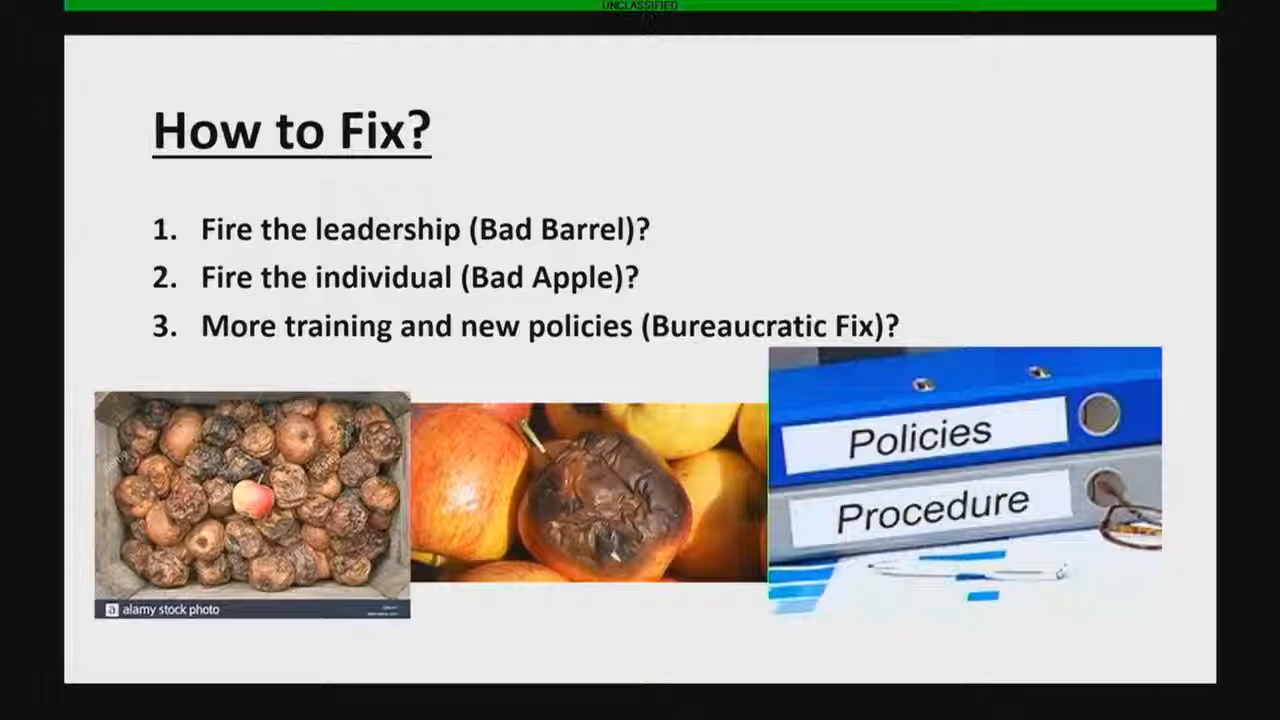 UNCLASSIFIED
How to Fix?
1. Fire the leadership (Bad Barrel)?
2. Fire the individual (Bad Apple)?
3. More training and new policies (Bureaucratic Fix)?
Policies
Procedure
a alamy stock photo